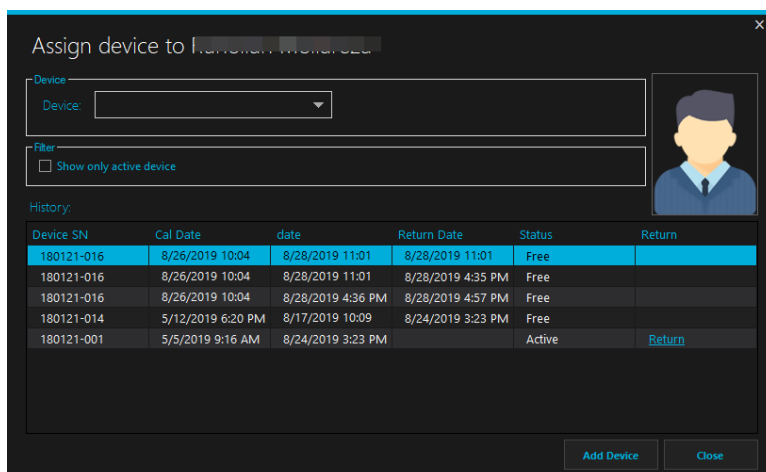 x
Assign device to
Device
Device:
Filter
Show only active device
History:
Device SN Cal Date date Return Date Status Return
180121-016 8/26/2019 10:04 8/28/2019 11:01 8/28/2019 11:01 Free
180121-016 8/26/2019 10:04 8/28/2019 11:01 8/28/2019 4:35 PM Free
180121-016 8/26/2019 10:04 8/28/2019 4:36 PM 8/28/2019 4:57 PM Free
180121-014 5/12/2019 6:20 PM 8/17/2019 10:09 8/24/2019 3:23 PM Free
180121-001 5/5/2019 9:16 AM 8/24/2019 3:23 PM Active Return
Add Device Close